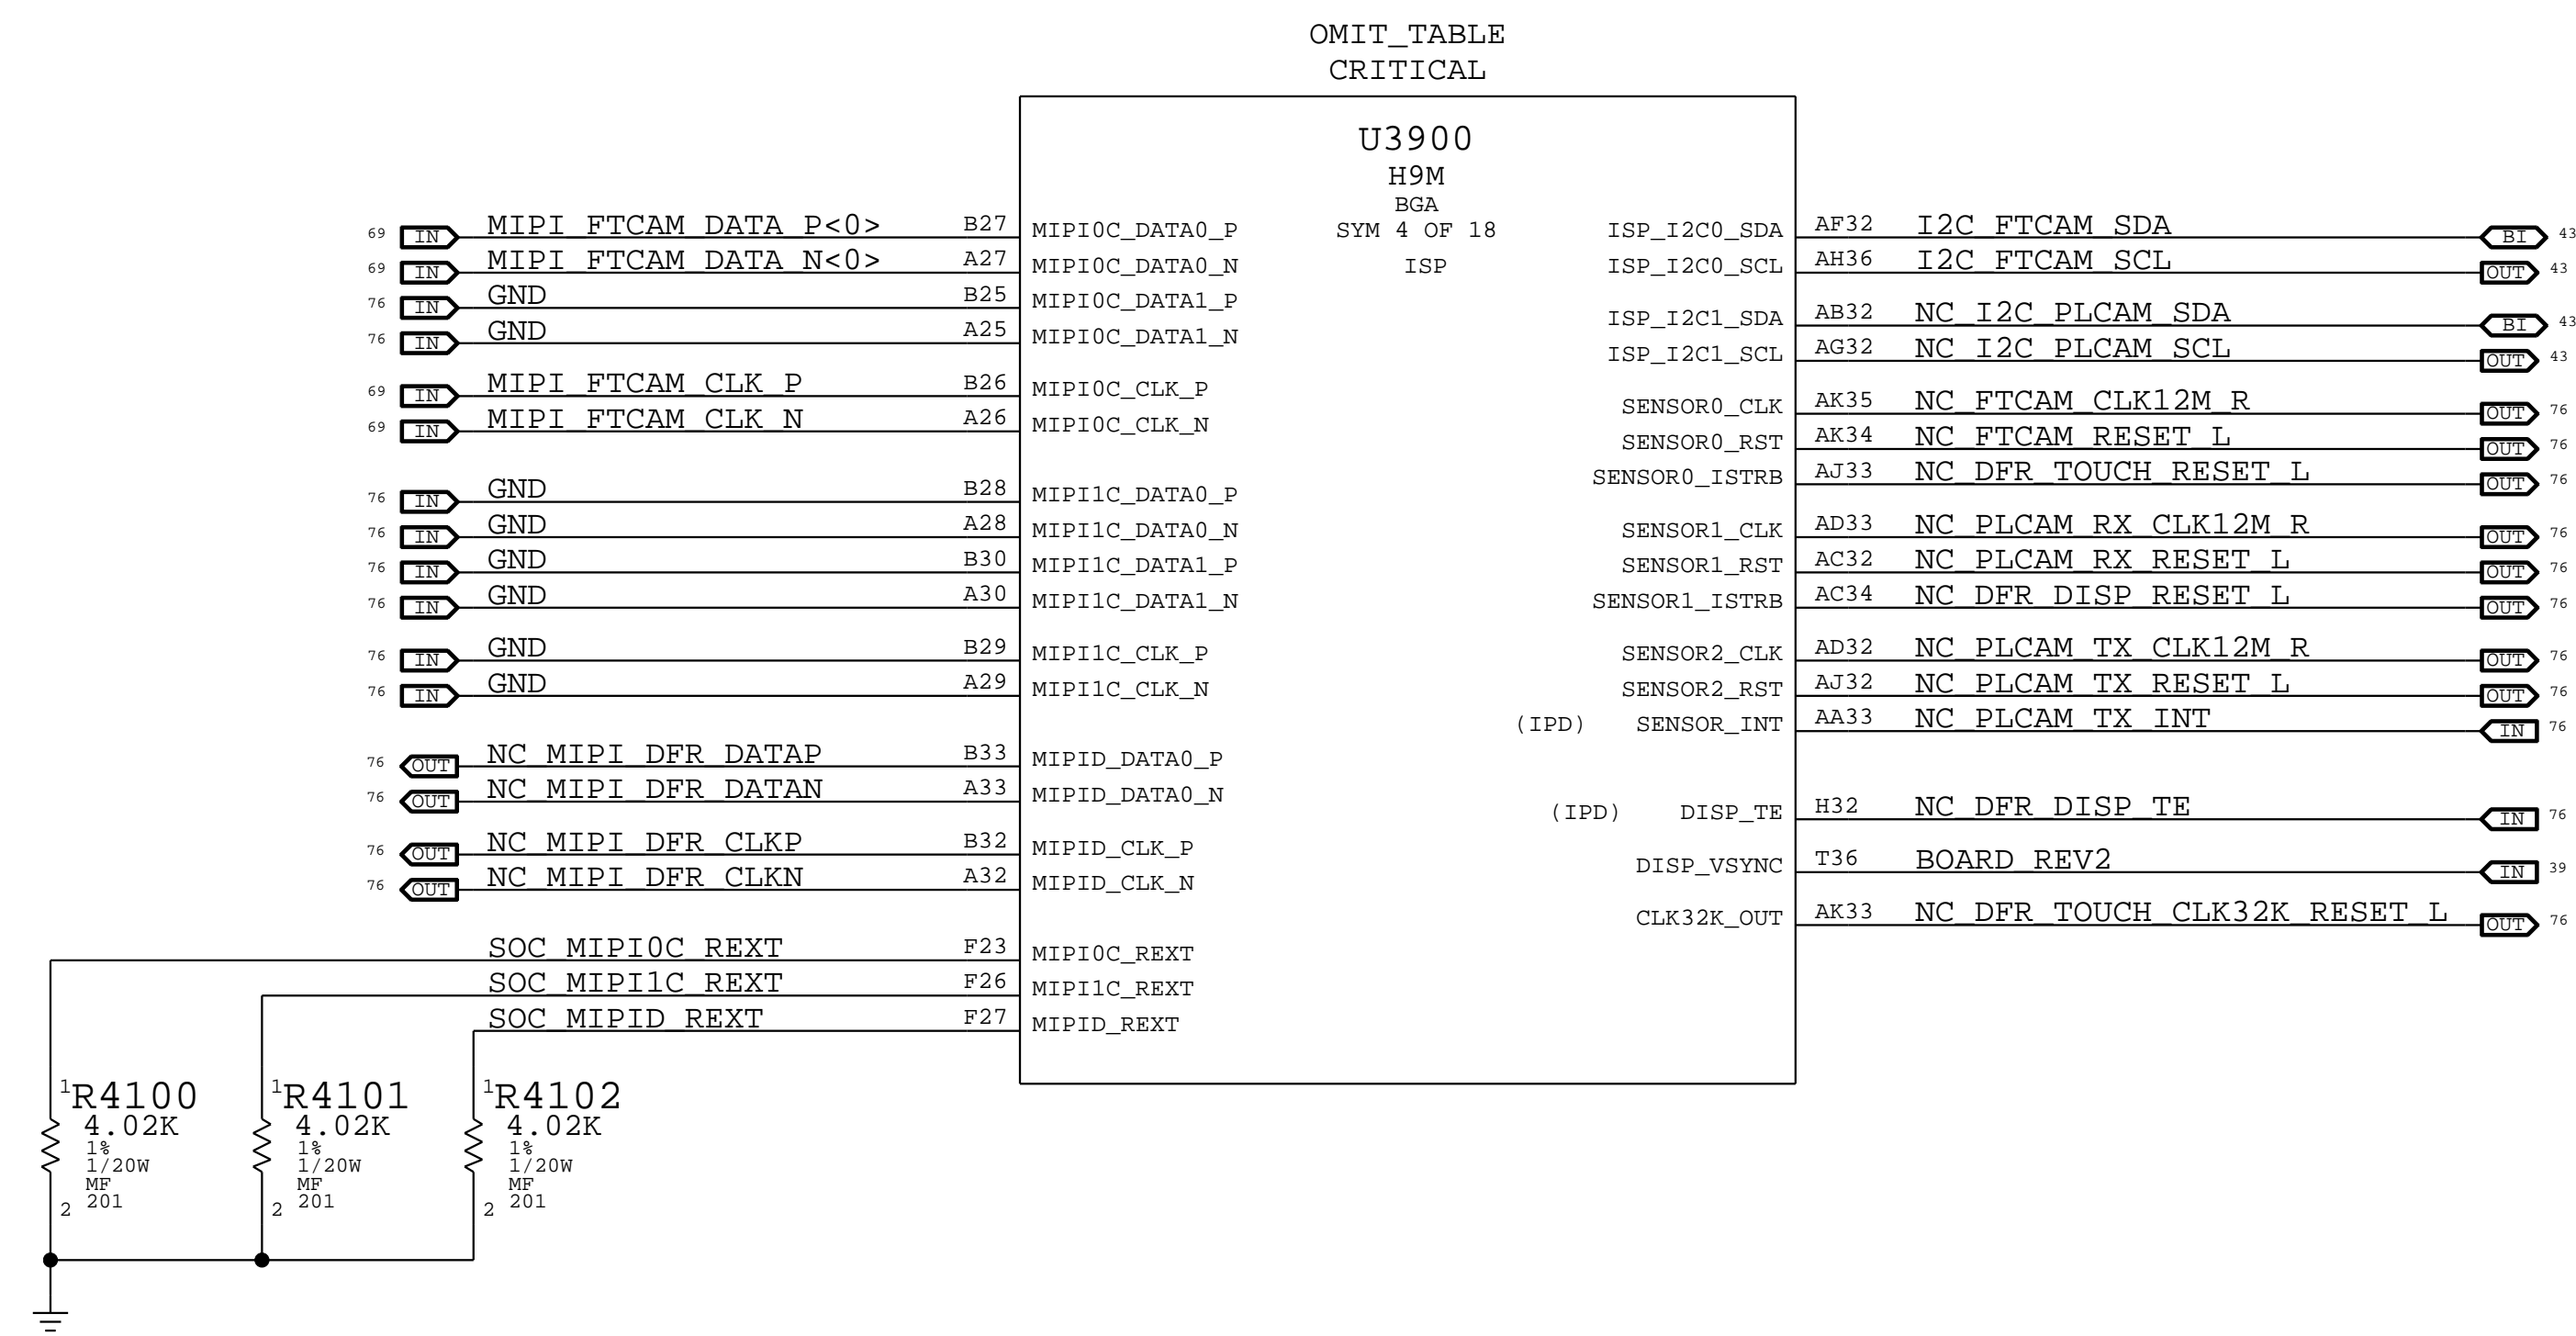 OMIT_TABLE
CRITICAL
U3900
H9M
BGA
SYM 4 OF 18
ISP
69 IN MIPI_FTCAM_DATA_P<0> B27 MIPI0C_DATA0_P
69 IN MIPI_FTCAM_DATA_N<0> A27 MIPI0C_DATA0_N
76 IN GND B25 MIPI0C_DATA1_P
76 IN GND A25 MIPI0C_DATA1_N
69 IN MIPI_FTCAM_CLK_P B26 MIPI0C_CLK_P
69 IN MIPI_FTCAM_CLK_N A26 MIPI0C_CLK_N
76 IN GND B28 MIPI1C_DATA0_P
76 IN GND A28 MIPI1C_DATA0_N
76 IN GND B30 MIPI1C_DATA1_P
76 IN GND A30 MIPI1C_DATA1_N
76 IN GND B29 MIPI1C_CLK_P
76 IN GND A29 MIPI1C_CLK_N
76 OUT NC_MIPI_DFR_DATAP B33 MIPID_DATA0_P
76 OUT NC_MIPI_DFR_DATAN A33 MIPID_DATA0_N
76 OUT NC_MIPI_DFR_CLKP B32 MIPID_CLK_P
76 OUT NC_MIPI_DFR_CLKN A32 MIPID_CLK_N
SOC_MIPI0C_REXT F23 MIPI0C_REXT
SOC_MIPI1C_REXT F26 MIPI1C_REXT
SOC_MIPID_REXT F27 MIPID_REXT
ISP_I2C0_SDA AF32 I2C_FTCAM_SDA BI 43
ISP_I2C0_SCL AH36 I2C_FTCAM_SCL OUT 43
ISP_I2C1_SDA AB32 NC_I2C_PLCAM_SDA BI 43
ISP_I2C1_SCL AG32 NC_I2C_PLCAM_SCL OUT 43
SENSOR0_CLK AK35 NC_FTCAM_CLK12M_R OUT 76
SENSOR0_RST AK34 NC_FTCAM_RESET_L OUT 76
SENSOR0_ISTRB AJ33 NC_DFR_TOUCH_RESET_L OUT 76
SENSOR1_CLK AD33 NC_PLCAM_RX_CLK12M_R OUT 76
SENSOR1_RST AC32 NC_PLCAM_RX_RESET_L OUT 76
SENSOR1_ISTRB AC34 NC_DFR_DISP_RESET_L OUT 76
SENSOR2_CLK AD32 NC_PLCAM_TX_CLK12M_R OUT 76
SENSOR2_RST AJ32 NC_PLCAM_TX_RESET_L OUT 76
(IPD) SENSOR_INT AA33 NC_PLCAM_TX_INT IN 76
(IPD) DISP_TE H32 NC_DFR_DISP_TE IN 76
DISP_VSYNC T36 BOARD_REV2 IN 39
CLK32K_OUT AK33 NC_DFR_TOUCH_CLK32K_RESET_L OUT 76
1 R4100
4.02K
1%
1/20W
MF
201
2
1 R4101
4.02K
1%
1/20W
MF
201
2
1 R4102
4.02K
1%
1/20W
MF
201
2